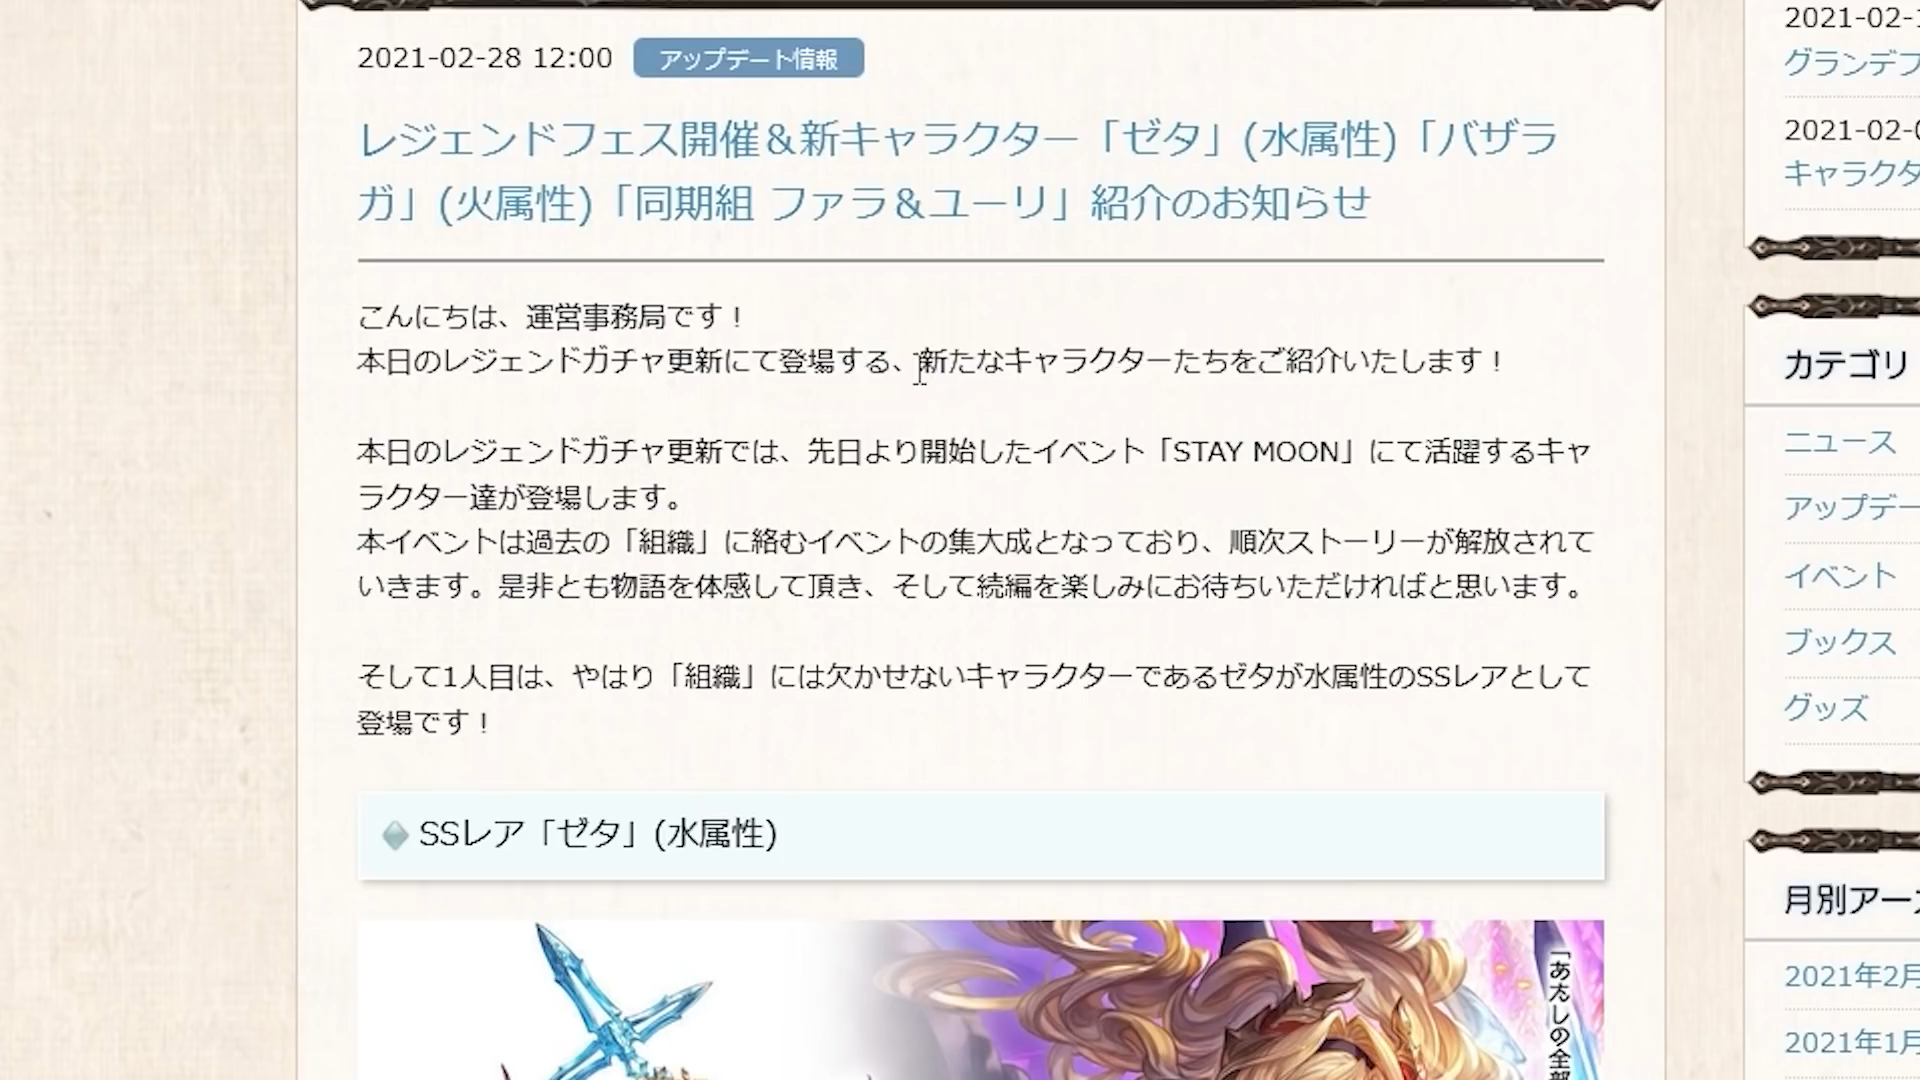 2021-02-28 12:00 アップデート情報
レジェンドフェス開催＆新キャラクター「ゼタ」(水属性)「バザラ
ガ」(火属性)「同期組 ファラ＆ユーリ」紹介のお知らせ
こんにちは、運営事務局です！
本日のレジェンドガチャ更新にて登場する、新たなキャラクターたちをご紹介いたします！
本日のレジェンドガチャ更新では、先日より開始したイベント「STAY MOON」にて活躍するキャ
ラクター達が登場します。
本イベントは過去の「組織」に絡むイベントの集大成となっており、順次ストーリーが解放されて
いきます。是非とも物語を体感して頂き、そして続編を楽しみにお待ちいただければと思います。
そして1人目は、やはり「組織」には欠かせないキャラクターであるゼタが水属性のSSレアとして
登場です！
SSレア「ゼタ」(水属性)
「あたしの全部
2021-02-
グランデフ
2021-02-0
キャラクタ
カテゴリ
ニュース
アップデー
イベント
ブックス
グッズ
月別アー
2021年2月
2021年1月